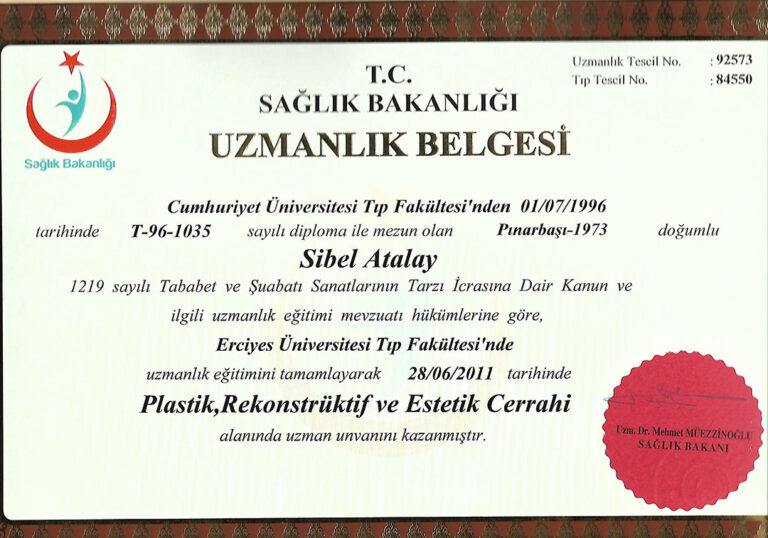 Uzmanlık Tescil No. : 92573
Tıp Tescil No. : 84550
Sağlık Bakanlığı
T.C.
SAĞLIK BAKANLIĞI
UZMANLIK BELGESİ
Cumhuriyet Üniversitesi Tıp Fakültesi'nden 01/07/1996
tarihinde T-96-1035 sayılı diploma ile mezun olan Pınarbaşı-1973 doğumlu
Sibel Atalay
1219 sayılı Tababet ve Şuabatı Sanatlarının Tarzı İcrasına Dair Kanun ve
ilgili uzmanlık eğitimi mevzuatı hükümlerine göre,
Erciyes Üniversitesi Tıp Fakültesi'nde
uzmanlık eğitimini tamamlayarak 28/06/2011 tarihinde
Plastik,Rekonstrüktif ve Estetik Cerrahi
alanında uzman unvanını kazanmıştır.
Uzm. Dr. Mehmet MÜEZZİNOĞLU
SAĞLIK BAKANI